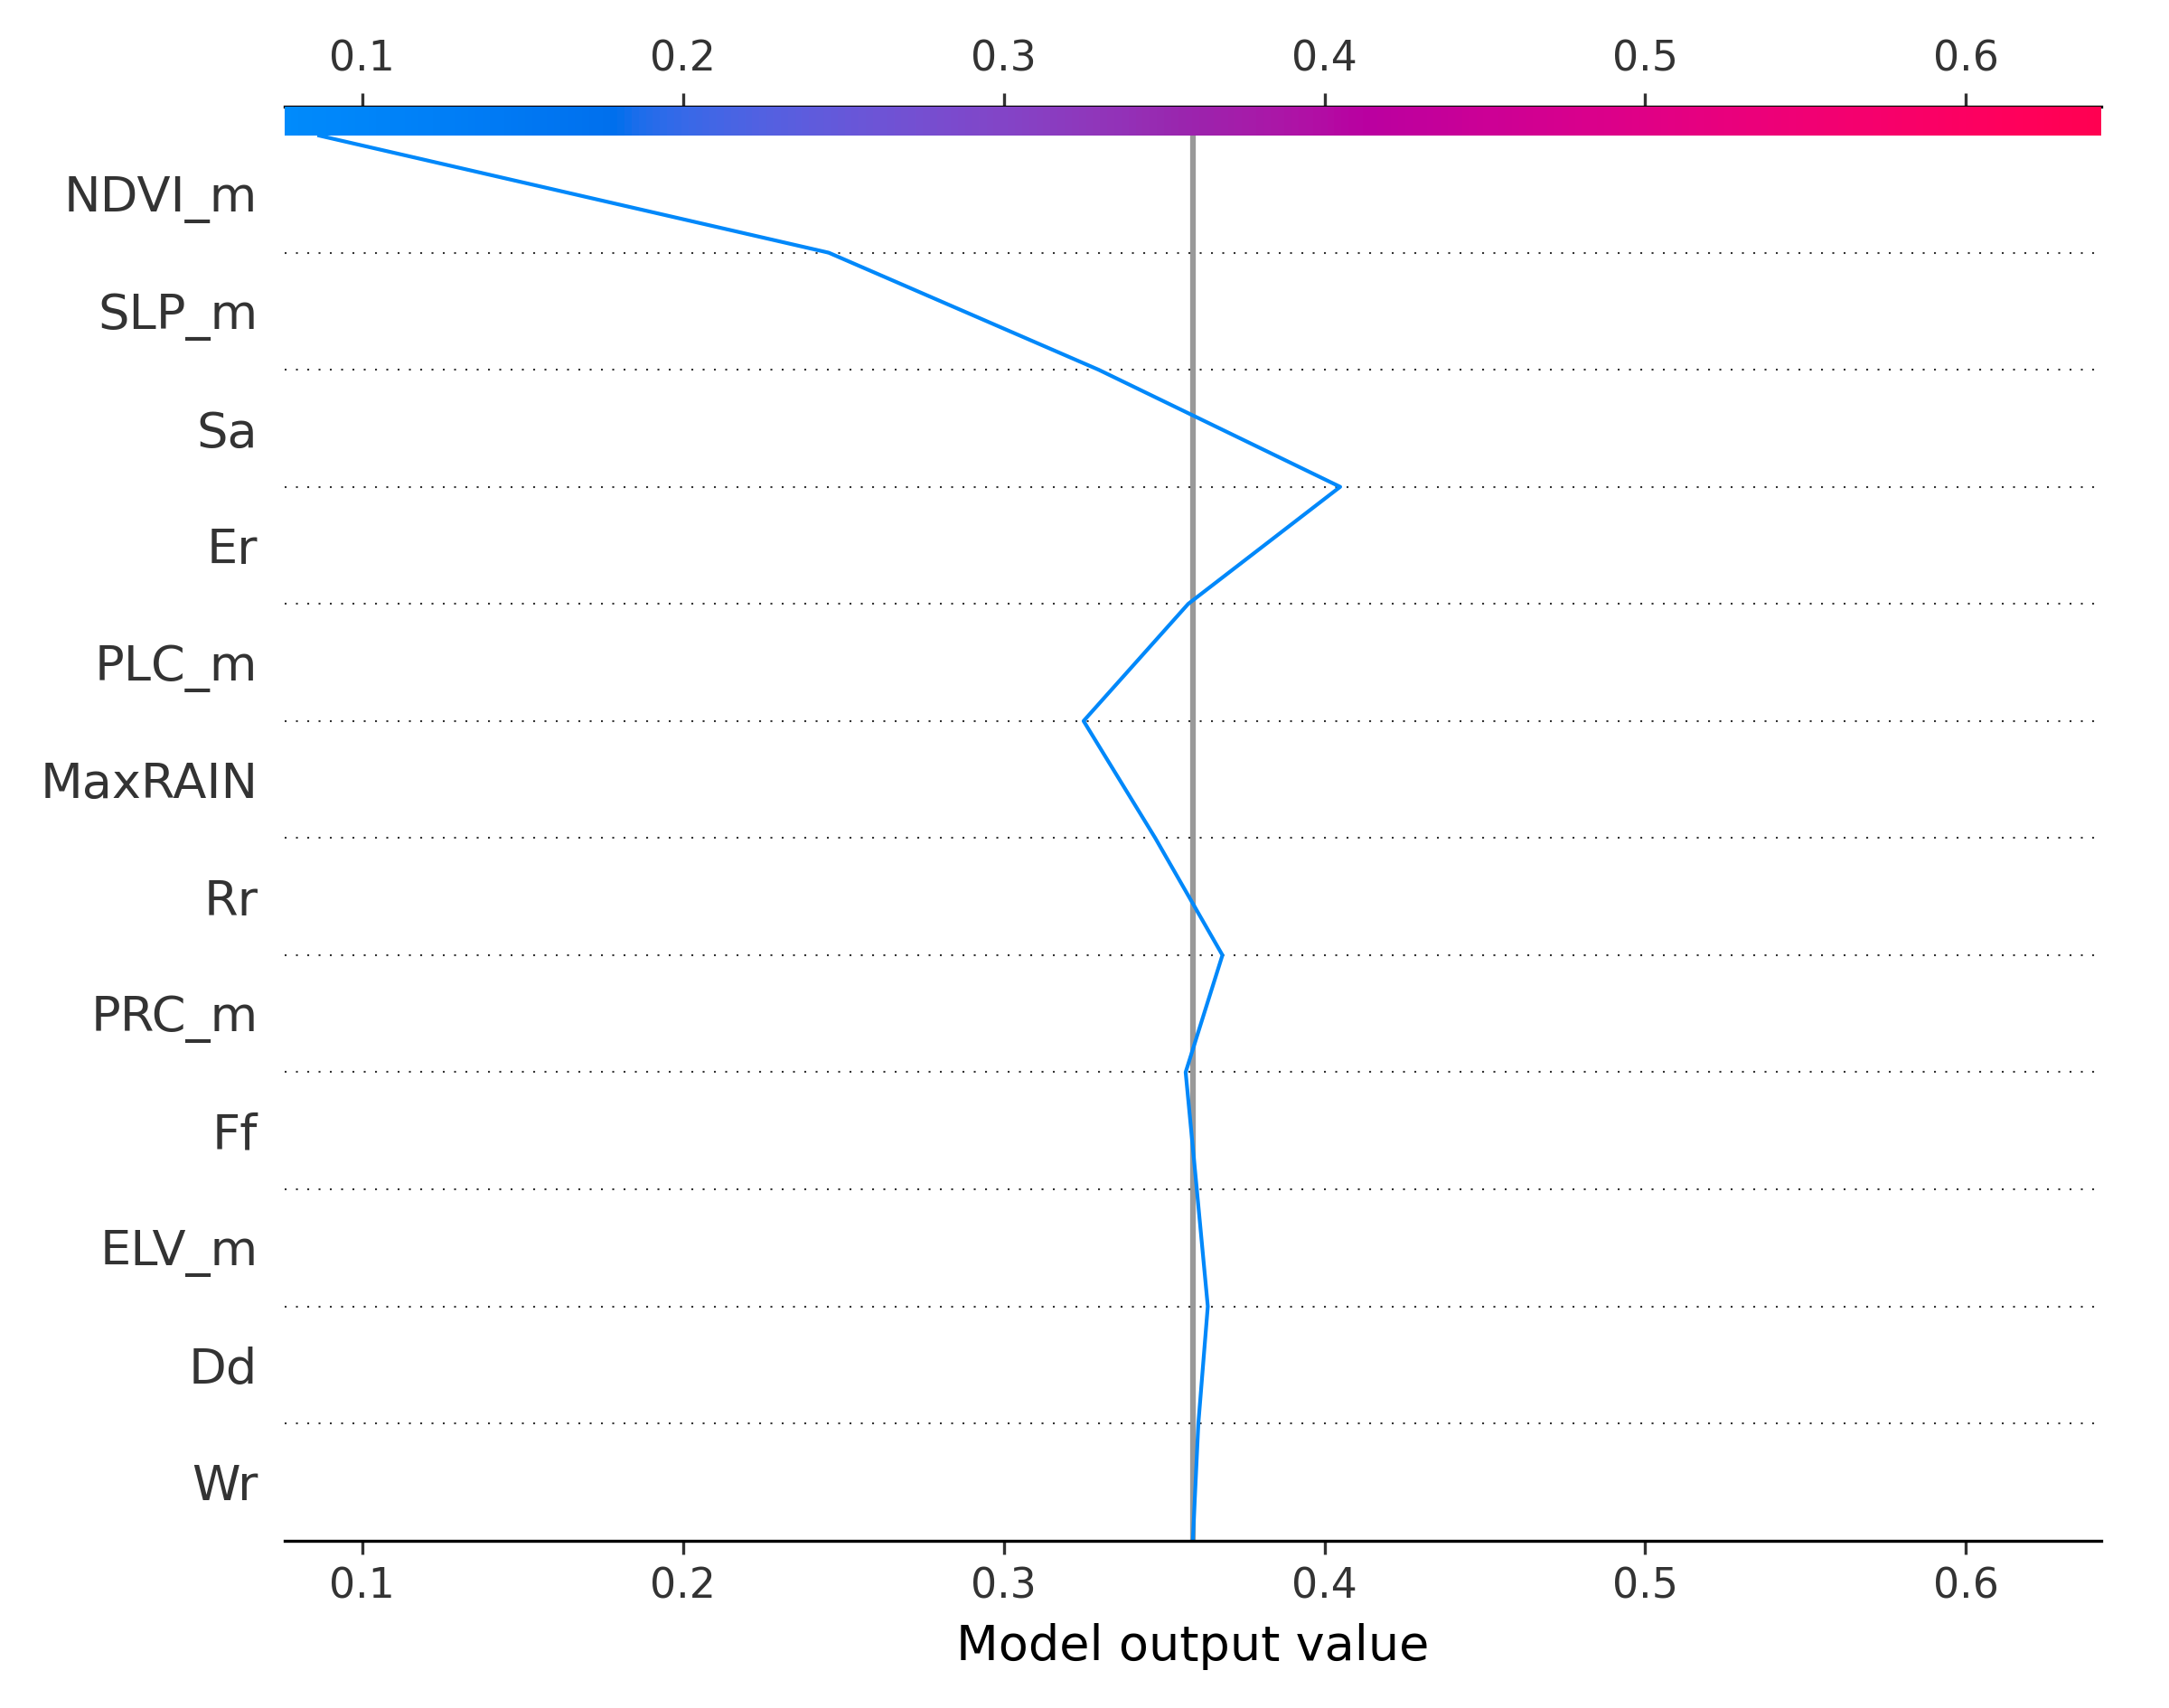 0.1 0.2 0.3 0.4 0.5 0.6
NDVI_m
SLP_m
Sa
Er
PLC_m
MaxRAIN
Rr
PRC_m
Ff
ELV_m
Dd
Wr
0.1 0.2 0.3 0.4 0.5 0.6
Model output value